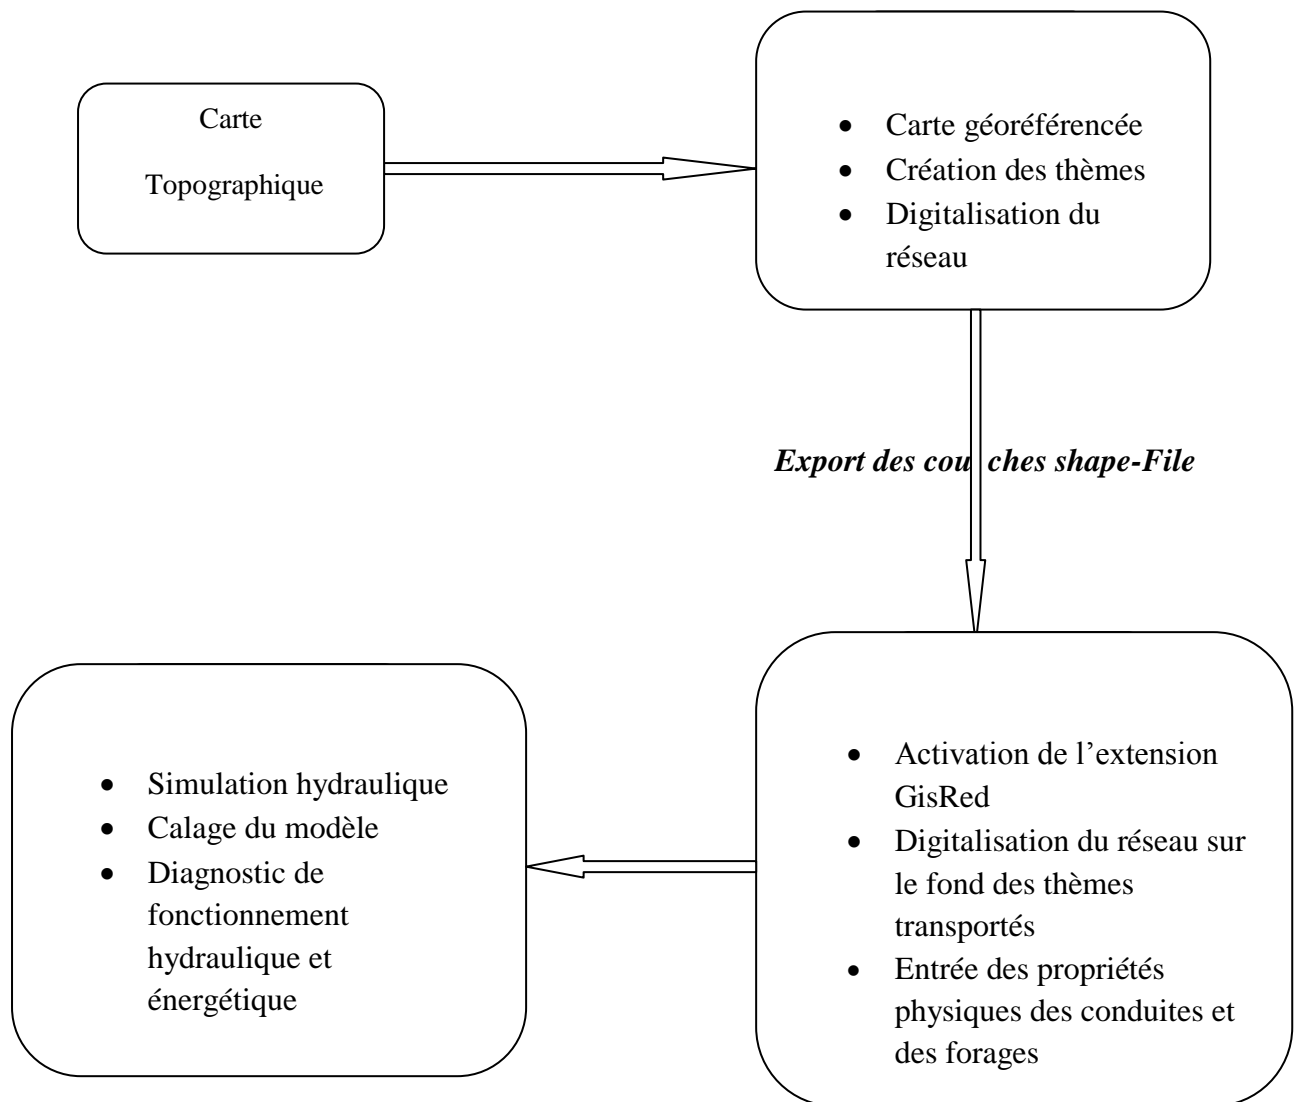 Carte
Topographique
• Carte géoréférencée
• Création des thèmes
• Digitalisation du
réseau
Export des cou ches shape-File
• Activation de l’extension
GisRed
• Digitalisation du réseau sur
le fond des thèmes
transportés
• Entrée des propriétés
physiques des conduites et
des forages
• Simulation hydraulique
• Calage du modèle
• Diagnostic de
fonctionnement
hydraulique et
énergétique